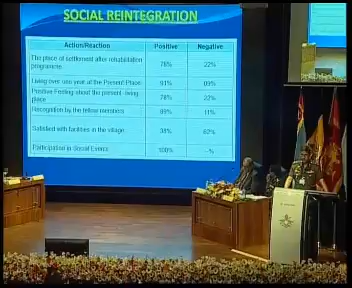 SOCIAL REINTEGRATION
Action/Reaction Positive Negative
The place of settlement after rehabilitation
programme 78% 22%
Living over one year at the Present Place 91% 09%
Positive Feeling about the present living
place 78% 22%
Recognition by the fellow members 89% 11%
Satisfied with facilities in the village 38% 62%
Participation in Social Events 100% --%